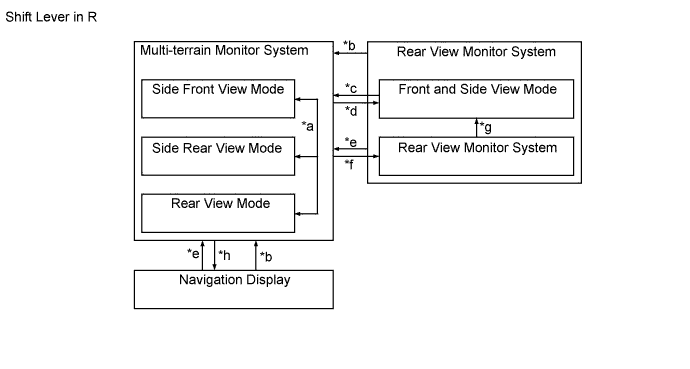 Shift Lever in R
Multi-terrain Monitor System
*b
Rear View Monitor System
Side Front View Mode
*c
Front and Side View Mode
*d
*a
*g
Side Rear View Mode
*e
Rear View Monitor System
*f
Rear View Mode
*e
*h
*b
Navigation Display